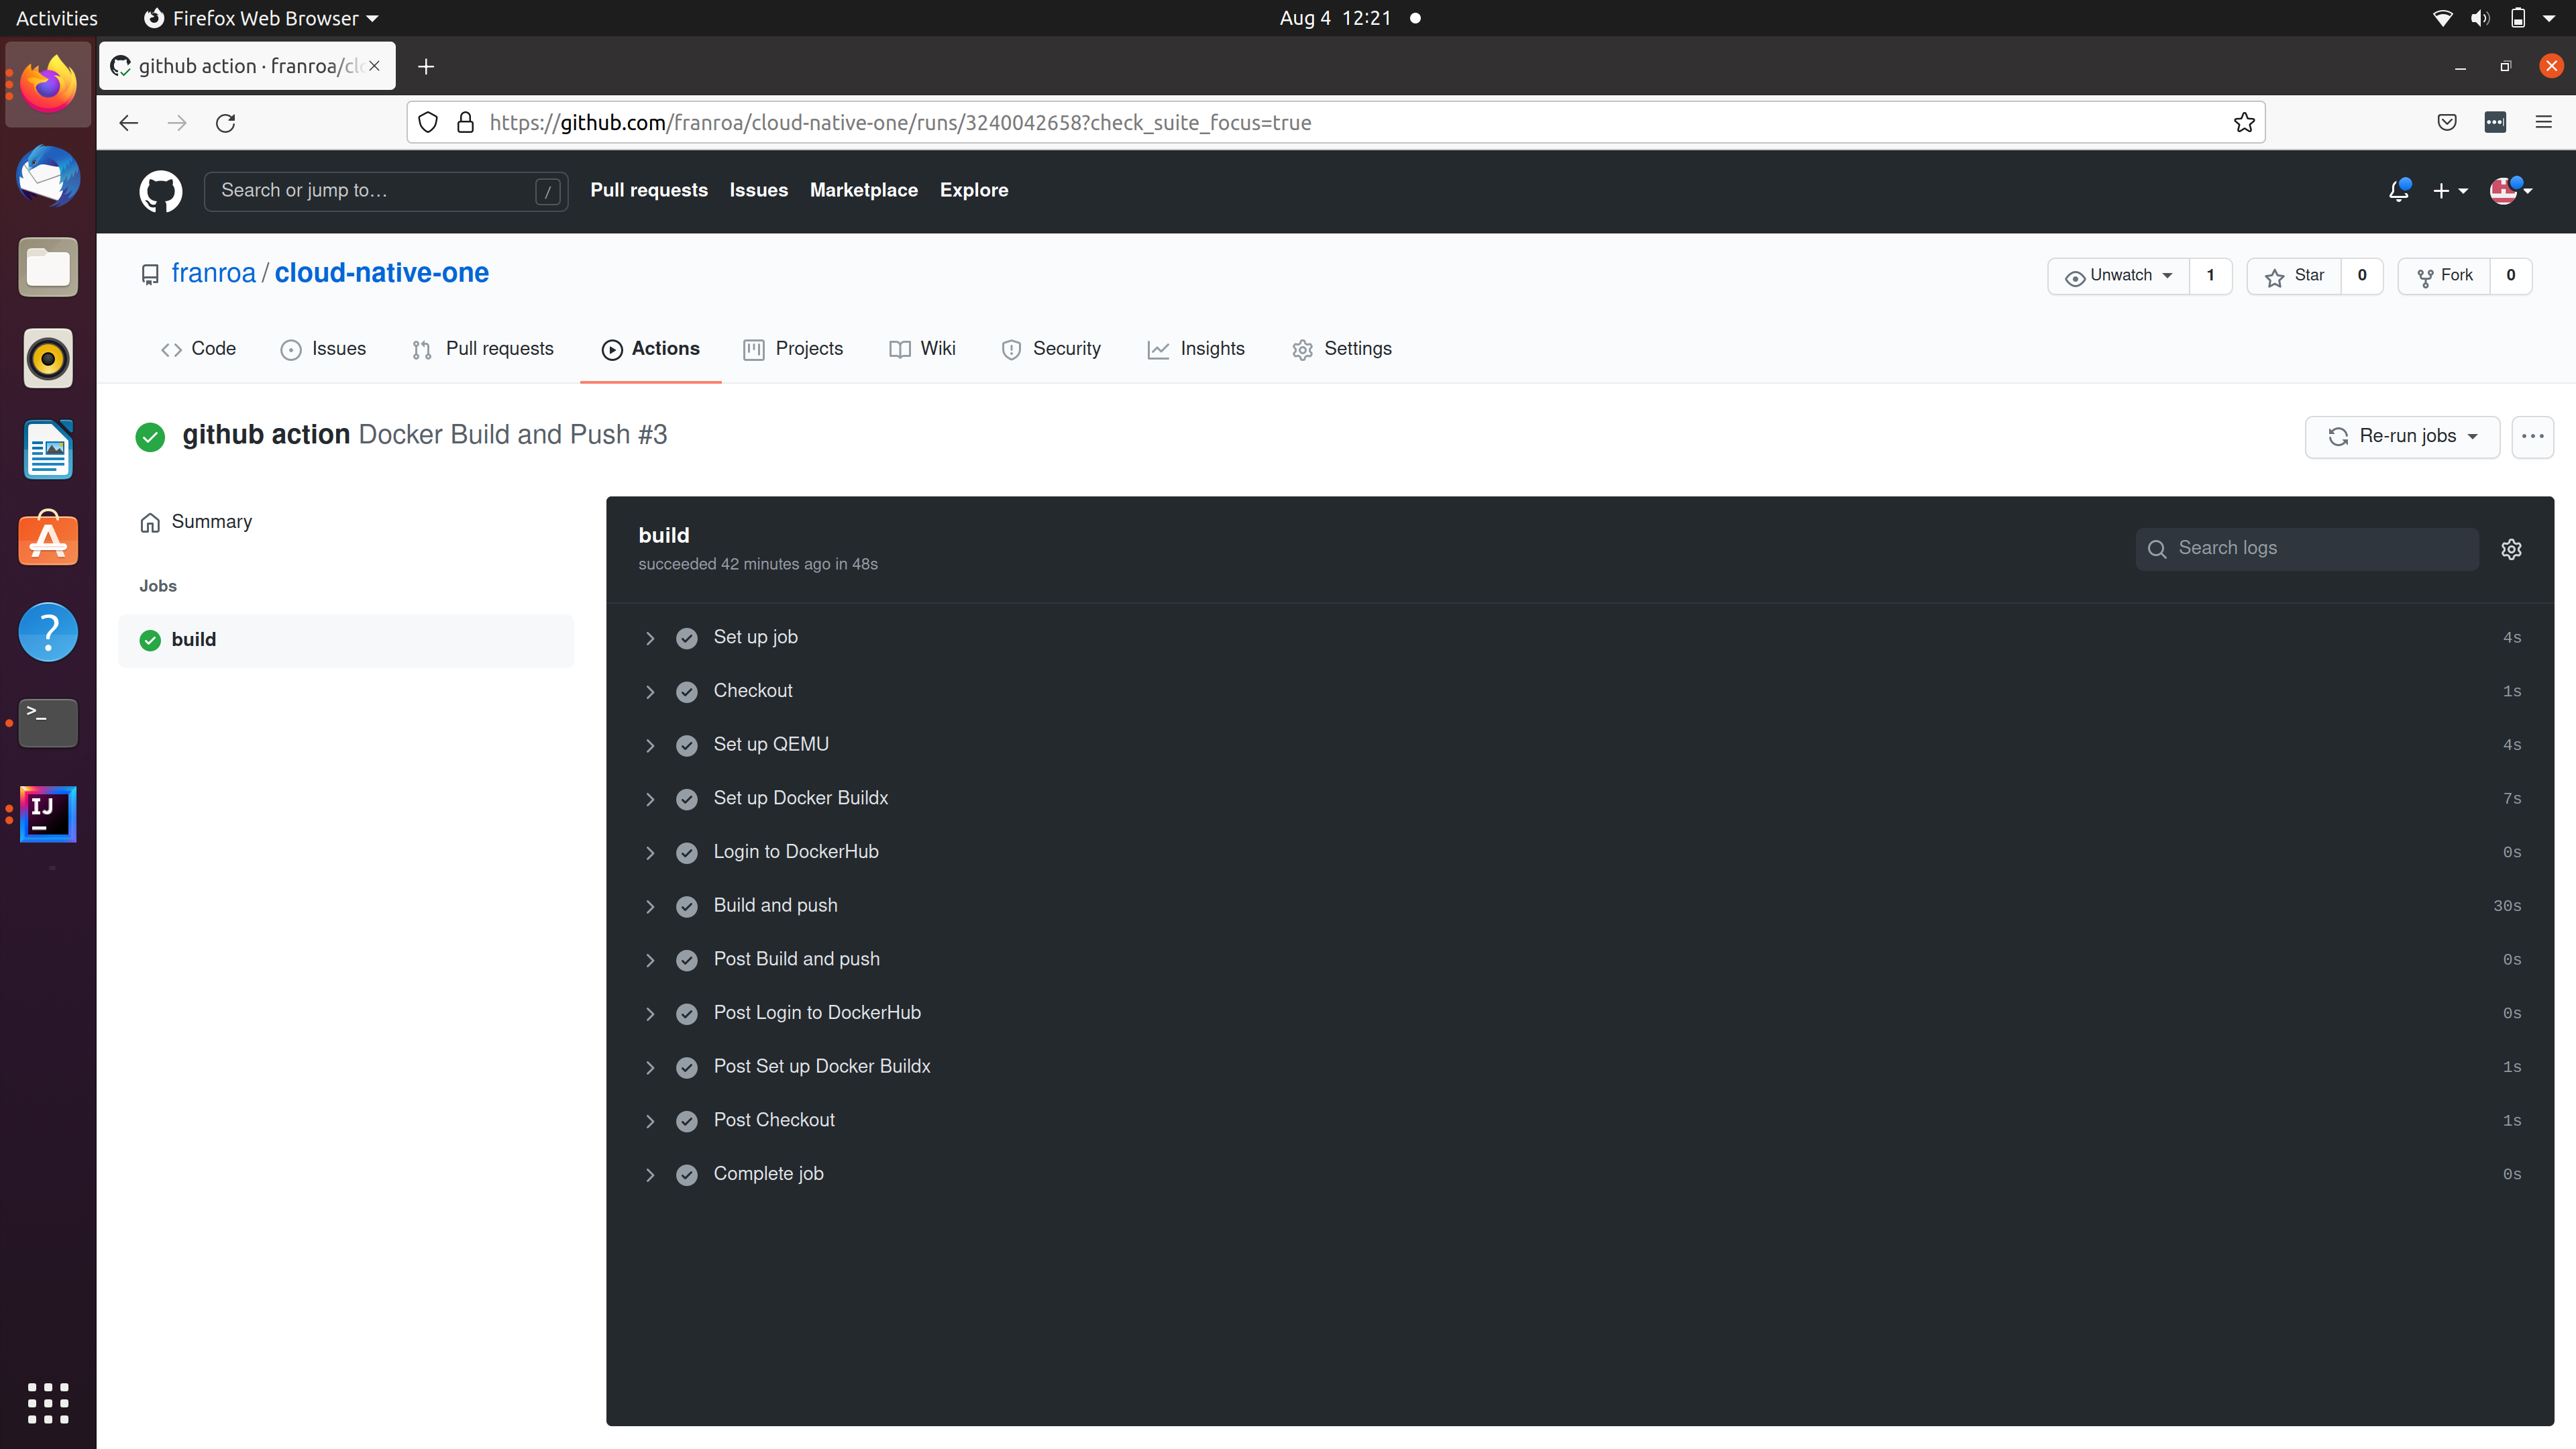 Activities Firefox Web Browser Aug 4 12:21
github action · franroa/cl
https://github.com/franroa/cloud-native-one/runs/3240042658?check_suite_focus=true
Search or jump to… / Pull requests Issues Marketplace Explore
franroa / cloud-native-one Unwatch 1 Star 0 Fork 0
Code Issues Pull requests Actions Projects Wiki Security Insights Settings
github action Docker Build and Push #3 Re-run jobs
Summary
Jobs
build
build
succeeded 42 minutes ago in 48s
Search logs
Set up job 4s
Checkout 1s
Set up QEMU 4s
Set up Docker Buildx 7s
Login to DockerHub 0s
Build and push 30s
Post Build and push 0s
Post Login to DockerHub 0s
Post Set up Docker Buildx 1s
Post Checkout 1s
Complete job 0s
>_
IJ